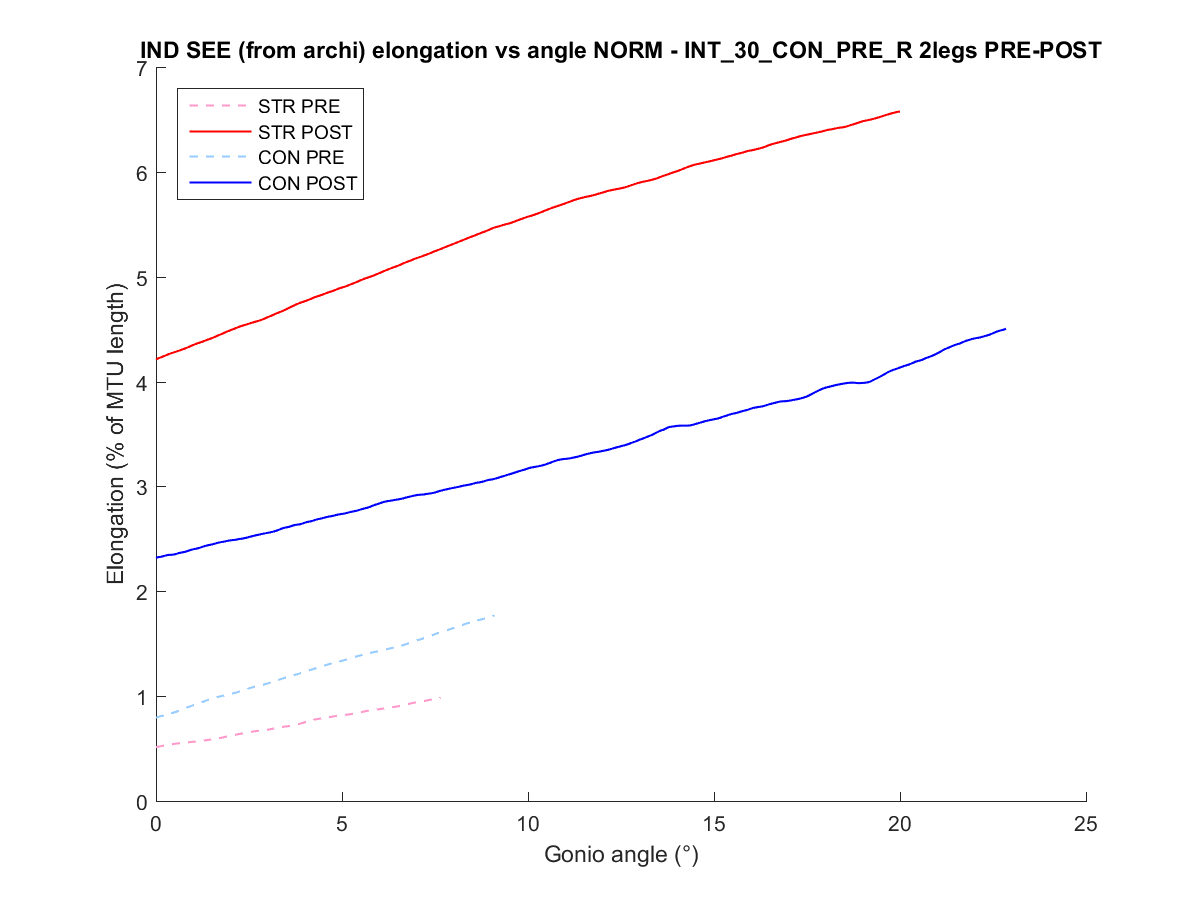 IND SEE (from archi) elongation vs angle NORM - INT_30_CON_PRE_R 2legs PRE-POST
STR PRE
STR POST
CON PRE
CON POST
Elongation (% of MTU length)
7
6
5
4
3
2
1
0
0 5 10 15 20 25
Gonio angle (°)